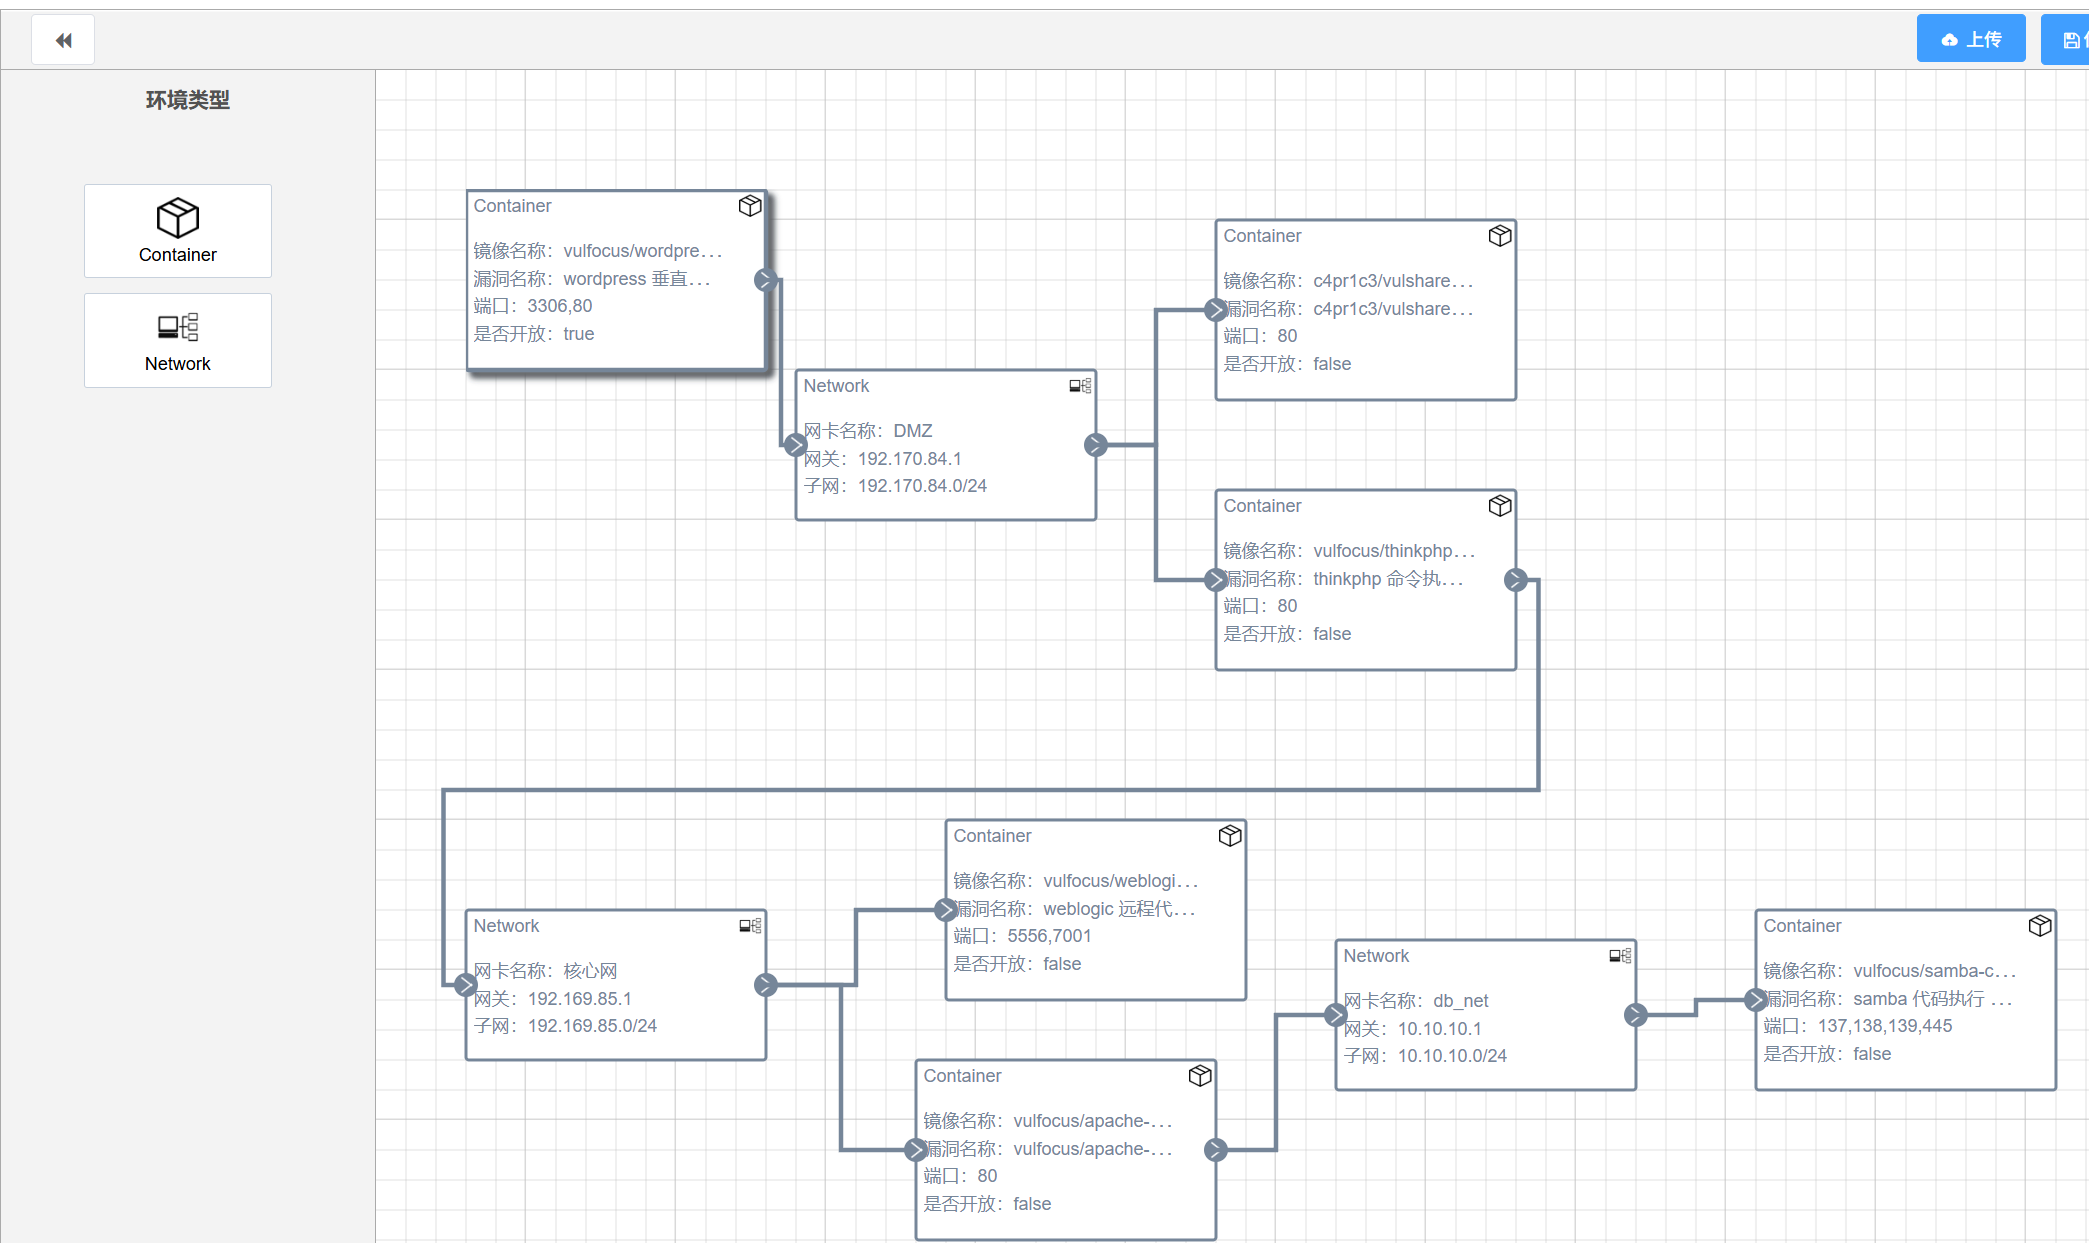 上传
环境类型
Container
Network
Container
镜像名称：vulfocus/wordpre...
漏洞名称：wordpress 垂直...
端口：3306,80
是否开放：true
Network
网卡名称：DMZ
网关：192.170.84.1
子网：192.170.84.0/24
Container
镜像名称：c4pr1c3/vulshare...
漏洞名称：c4pr1c3/vulshare...
端口：80
是否开放：false
Container
镜像名称：vulfocus/thinkphp...
漏洞名称：thinkphp 命令执...
端口：80
是否开放：false
Network
网卡名称：核心网
网关：192.169.85.1
子网：192.169.85.0/24
Container
镜像名称：vulfocus/weblogi...
漏洞名称：weblogic 远程代...
端口：5556,7001
是否开放：false
Container
镜像名称：vulfocus/apache-...
漏洞名称：vulfocus/apache-...
端口：80
是否开放：false
Network
网卡名称：db_net
网关：10.10.10.1
子网：10.10.10.0/24
Container
镜像名称：vulfocus/samba-c...
漏洞名称：samba 代码执行 ...
端口：137,138,139,445
是否开放：false